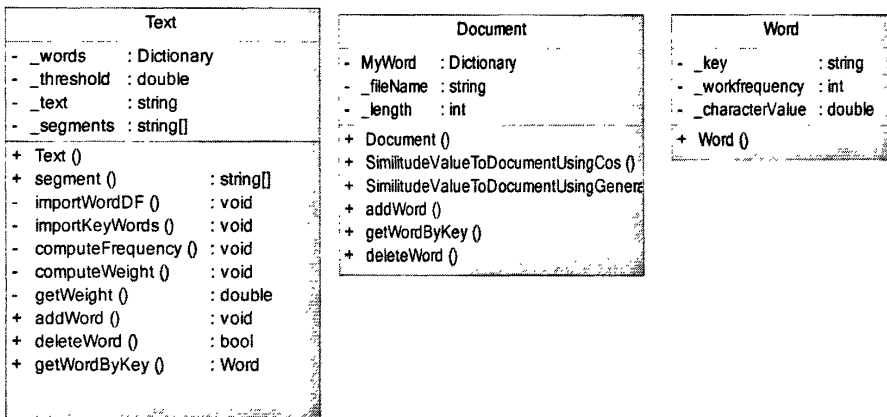 Text
- _words : Dictionary
- _threshold : double
- _text : string
- _segments : string[]
+ Text ()
+ segment () : string[]
- importWordDF () : void
- importKeyWords () : void
- computeFrequency () : void
- computeWeight () : void
- getWeight () : double
+ addWord () : void
+ deleteWord () : bool
+ getWordByKey () : Word
Document
- MyWord : Dictionary
- _fileName : string
- _length : int
+ Document ()
+ SimilitudeValueToDocumentUsingCos ()
+ SimilitudeValueToDocumentUsingGenera
+ addWord ()
+ getWordByKey ()
+ deleteWord ()
Word
- _key : string
- _workfrequency : int
- _characterValue : double
+ Word ()